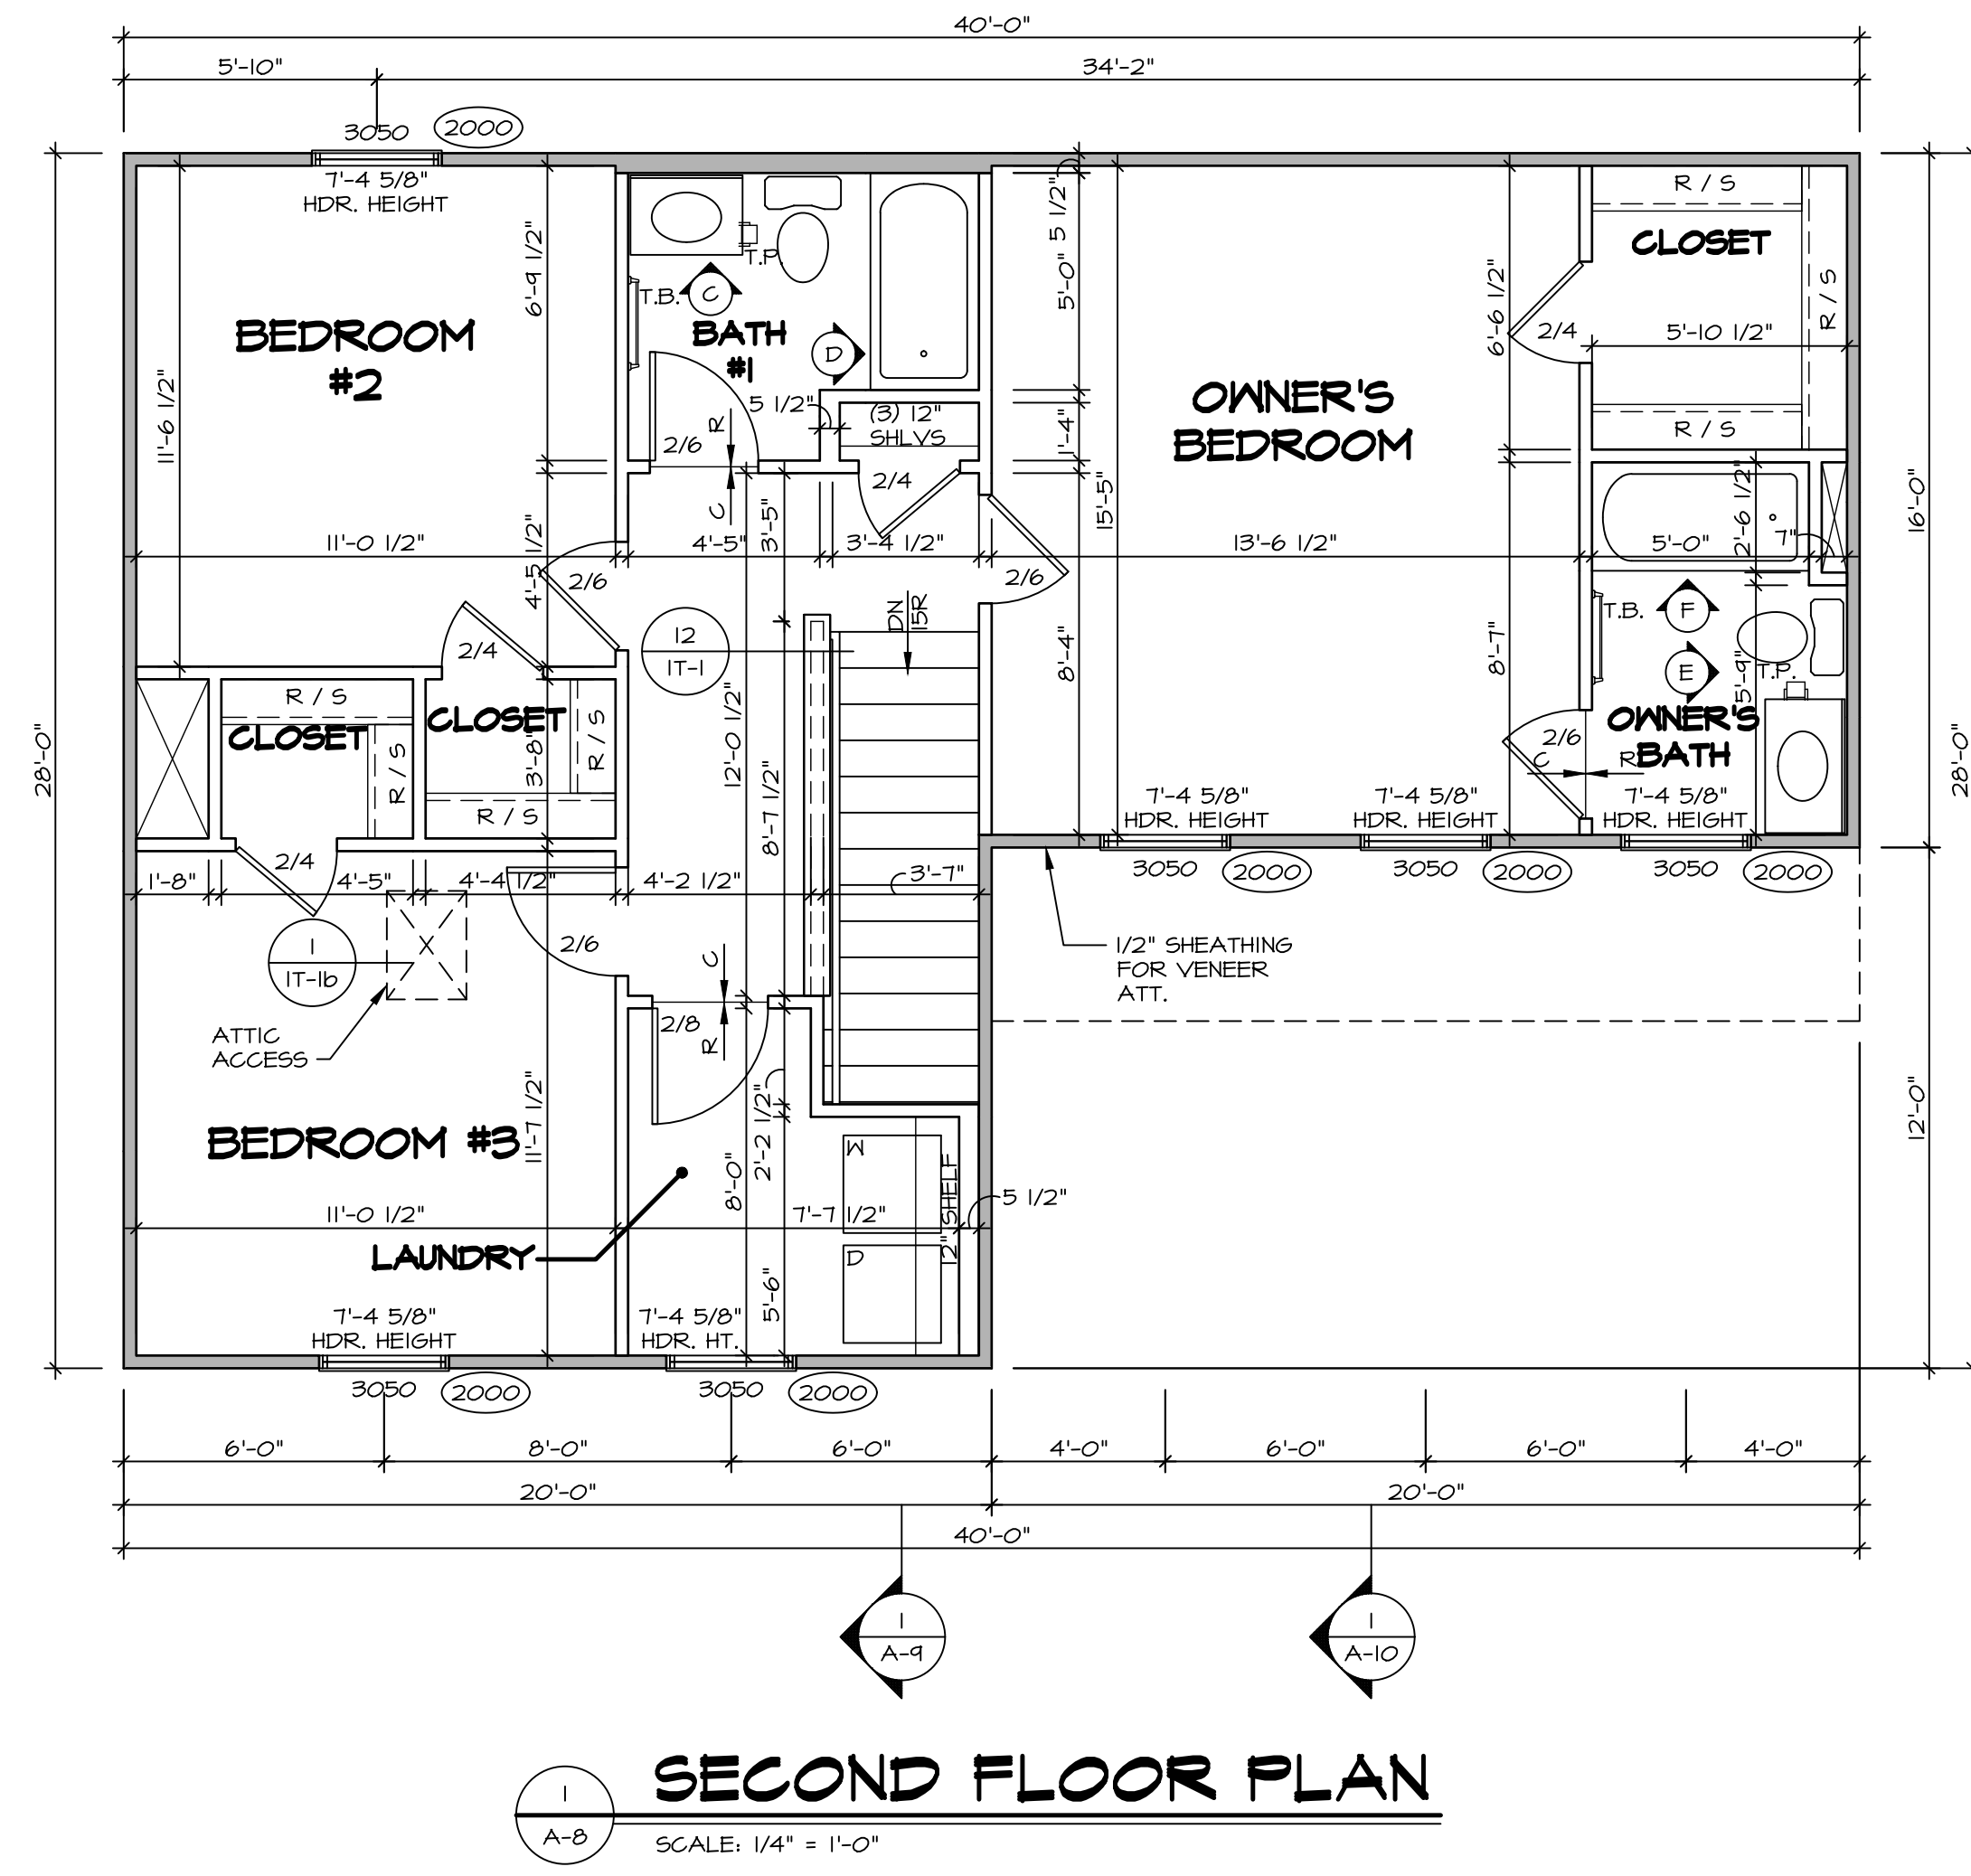 40'-0"
5'-10"
34'-2"
3050
2000
7'-4 5/8"
HDR. HEIGHT
R / S
CLOSET
R / S
T.P.
T.B.
C
BATH
#1
D
BEDROOM
#2
6'-9 1/2"
11'-6 1/2"
5 1/2"
5'-0"
6'-6 1/2"
2/4
5'-10 1/2"
OWNER'S
BEDROOM
5 1/2"
(3) 12"
SHLVS
1'-4"
R / S
2/6
R
C
2/4
15'-5"
3'-5"
2'-6 1/2"
16'-0"
11'-0 1/2"
4'-5"
3'-4 1/2"
13'-6 1/2"
5'-0"
7"
4'-5 1/2"
2/6
2/6
DN
15R
T.B.
F
12
1T-1
2/4
8'-4"
8'-7"
E
T.P.
5'-9"
R / S
CLOSET
R / S
CLOSET
R / S
R / S
3'-8"
12'-0 1/2"
8'-7 1/2"
OWNER'S
BATH
2/6
C
R
28'-0"
28'-0"
7'-4 5/8"
HDR. HEIGHT
7'-4 5/8"
HDR. HEIGHT
7'-4 5/8"
HDR. HEIGHT
3050
2000
3050
2000
3050
2000
2/4
1'-8"
4'-5"
4'-4 1/2"
4'-2 1/2"
3'-7"
1
1T-1b
2/6
C
1/2" SHEATHING
FOR VENEER
ATT.
ATTIC
ACCESS
2/8
R
12'-0"
BEDROOM #3
11'-7 1/2"
2'-2 1/2"
8'-0"
W
12" SHELF
5 1/2"
11'-0 1/2"
7'-7 1/2"
LAUNDRY
D
5'-6"
7'-4 5/8"
HDR. HEIGHT
7'-4 5/8"
HDR. HT.
3050
2000
3050
2000
6'-0"
8'-0"
6'-0"
4'-0"
6'-0"
6'-0"
4'-0"
20'-0"
20'-0"
40'-0"
1
A-9
1
A-10
SECOND FLOOR PLAN
1
A-8
SCALE: 1/4" = 1'-0"